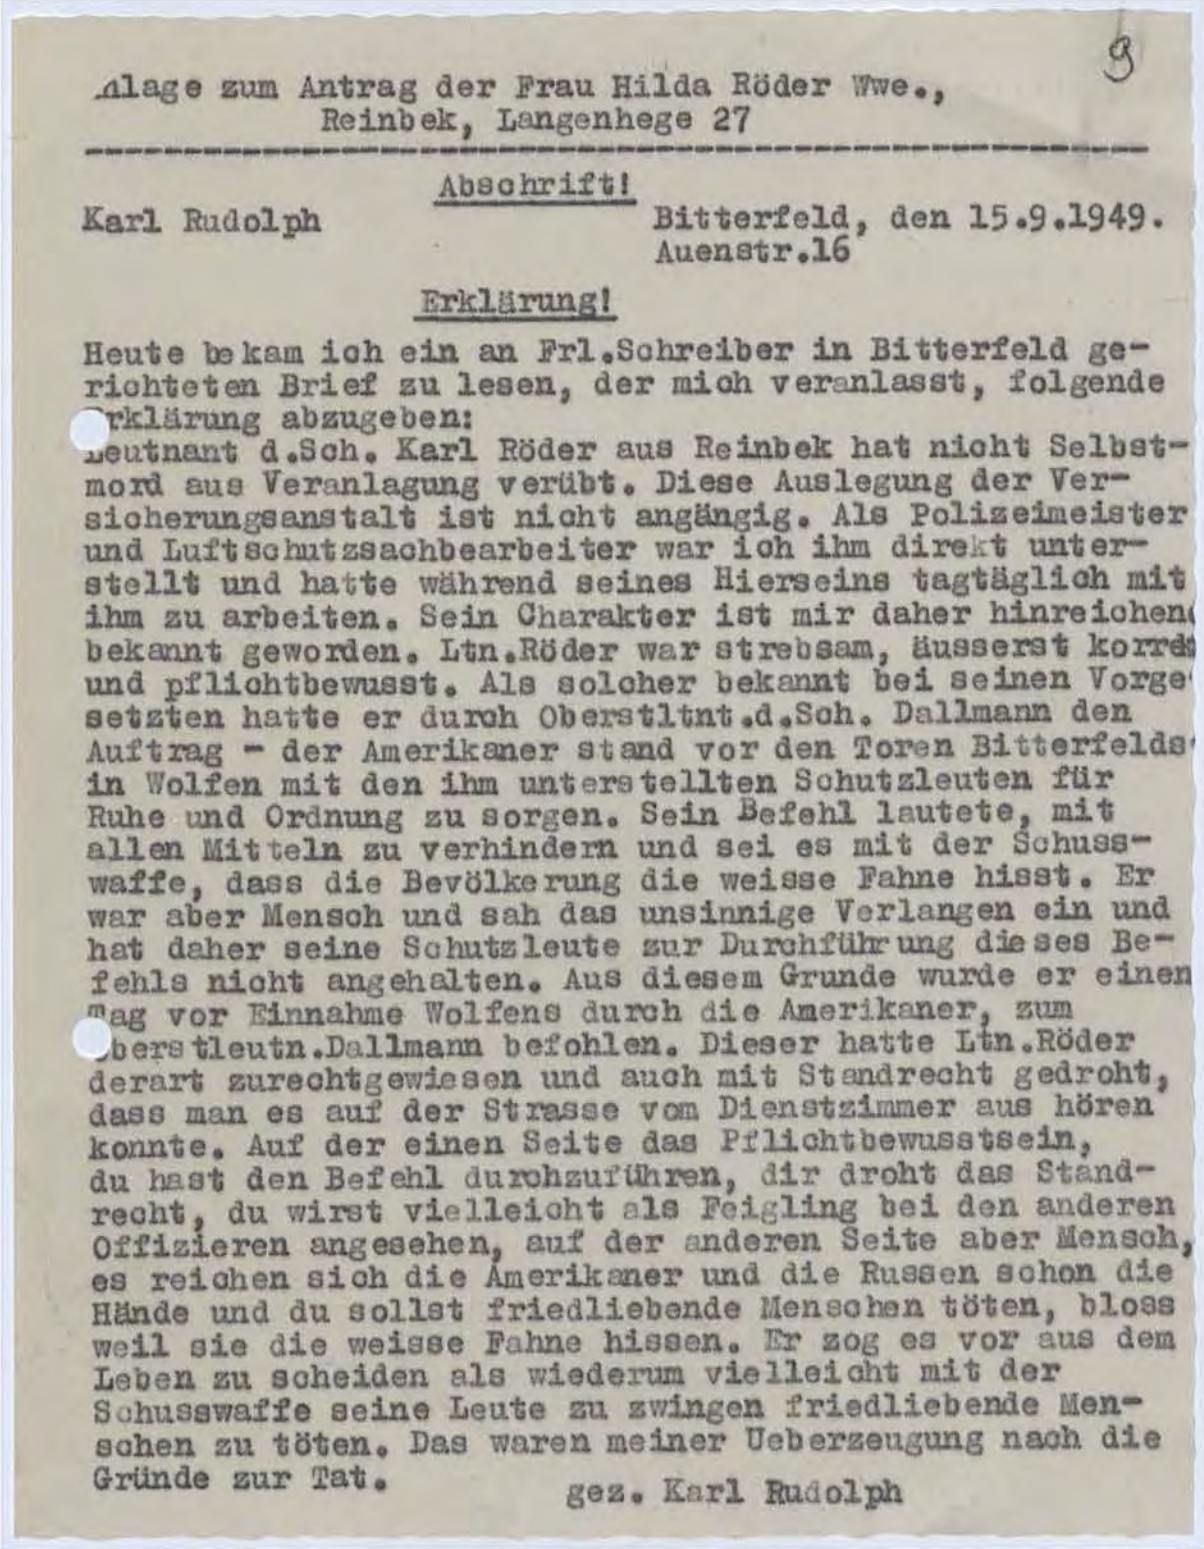 9
nlage zum Antrag der Frau Hilda Röder Wwe.,
Reinbek, Langenhege 27
Abschrift!
Karl Rudolph Bitterfeld, den 15.9.1949.
Auenstr.16
Erklärung!
Heute bekam ich ein an Frl.Schreiber in Bitterfeld ge-
richteten Brief zu lesen, der mich veranlasst, folgende
rklärung abzugeben:
Leutnant d.Sch. Karl Röder aus Reinbek hat nicht Selbst-
mord aus Veranlagung verübt. Diese Auslegung der Ver-
sicherungsanstalt ist nicht angängig. Als Polizeimeister
und Luftschutzsachbearbeiter war ich ihm direkt unter-
stellt und hatte während seines Hierseins tagtäglich mit
ihm zu arbeiten. Sein Charakter ist mir daher hinreichend
bekannt geworden. Ltn.Röder war strebsam, äusserst korrekt
und pflichtbewusst. Als solcher bekannt bei seinen Vorge-
setzten hatte er durch Oberstltnt.d.Sch. Dallmann den
Auftrag - der Amerikaner stand vor den Toren Bitterfelds-
in Wolfen mit den ihm unterstellten Schutzleuten für
Ruhe und Ordnung zu sorgen. Sein Befehl lautete, mit
allen Mitteln zu verhindern und sei es mit der Schuss-
waffe, dass die Bevölkerung die weisse Fahne hisst. Er
war aber Mensch und sah das unsinnige Verlangen ein und
hat daher seine Schutzleute zur Durchführung dieses Be-
fehls nicht angehalten. Aus diesem Grunde wurde er einen
Tag vor Einnahme Wolfens durch die Amerikaner, zum
Oberstleutn.Dallmann befohlen. Dieser hatte Ltn.Röder
derart zurechtgewiesen und auch mit Standrecht gedroht,
dass man es auf der Strasse vom Dienstzimmer aus hören
konnte. Auf der einen Seite das Pflichtbewusstsein,
du hast den Befehl durchzuführen, dir droht das Stand-
recht, du wirst vielleicht als Feigling bei den anderen
Offizieren angesehen, auf der anderen Seite aber Mensch,
es reichen sich die Amerikaner und die Russen schon die
Hände und du sollst friedliebende Menschen töten, bloss
weil sie die weisse Fahne hissen. Er zog es vor aus dem
Leben zu scheiden als wiederum vielleicht mit der
Schusswaffe seine Leute zu zwingen friedliebende Men-
schen zu töten. Das waren meiner Ueberzeugung nach die
Gründe zur Tat.
gez. Karl Rudolph